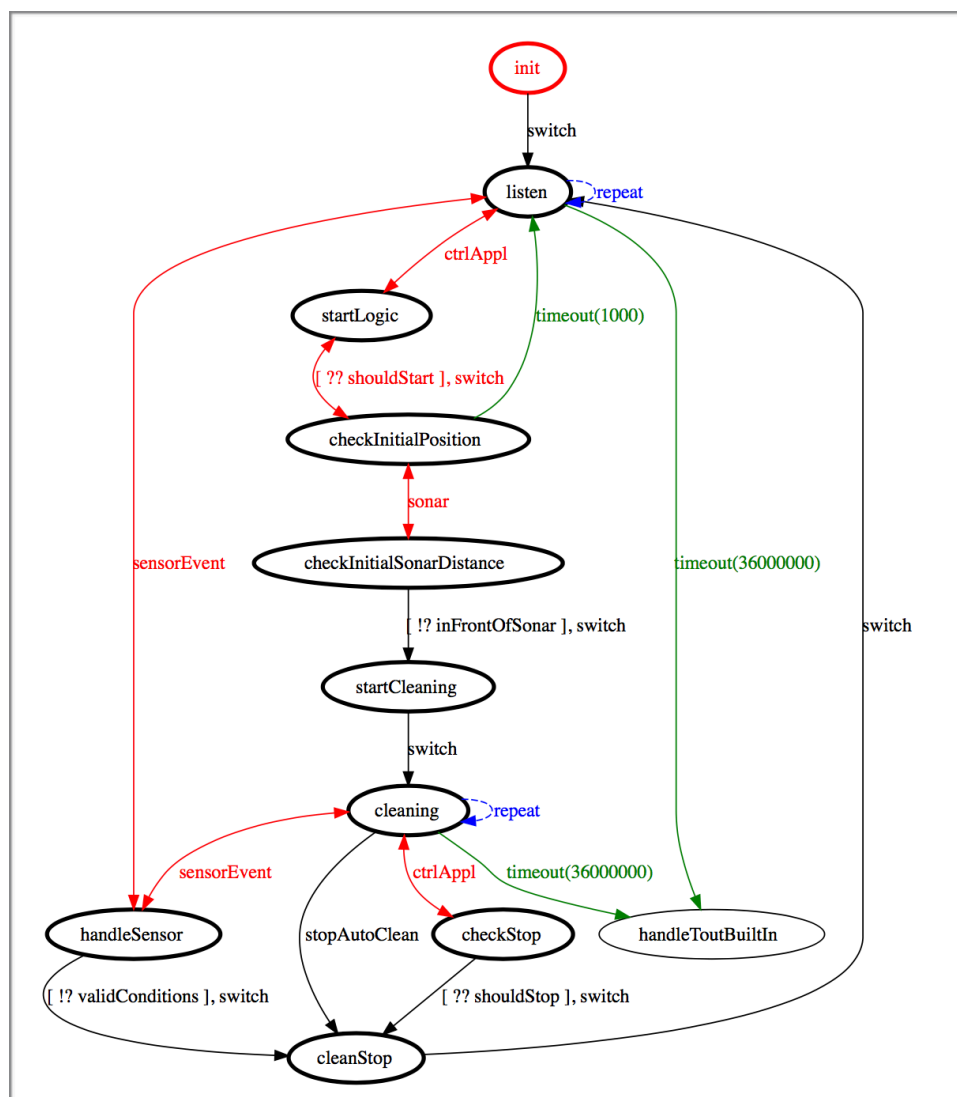 init
switch
listen
repeat
ctrlAppl
startLogic
timeout(1000)
[ ?? shouldStart ], switch
checkInitialPosition
sonar
sensorEvent
checkInitialSonarDistance
timeout(36000000)
[ !? inFrontOfSonar ], switch
switch
startCleaning
switch
cleaning
repeat
sensorEvent
ctrlAppl
timeout(36000000)
handleSensor
stopAutoClean
checkStop
handleToutBuiltIn
[ !? validConditions ], switch
[ ?? shouldStop ], switch
cleanStop